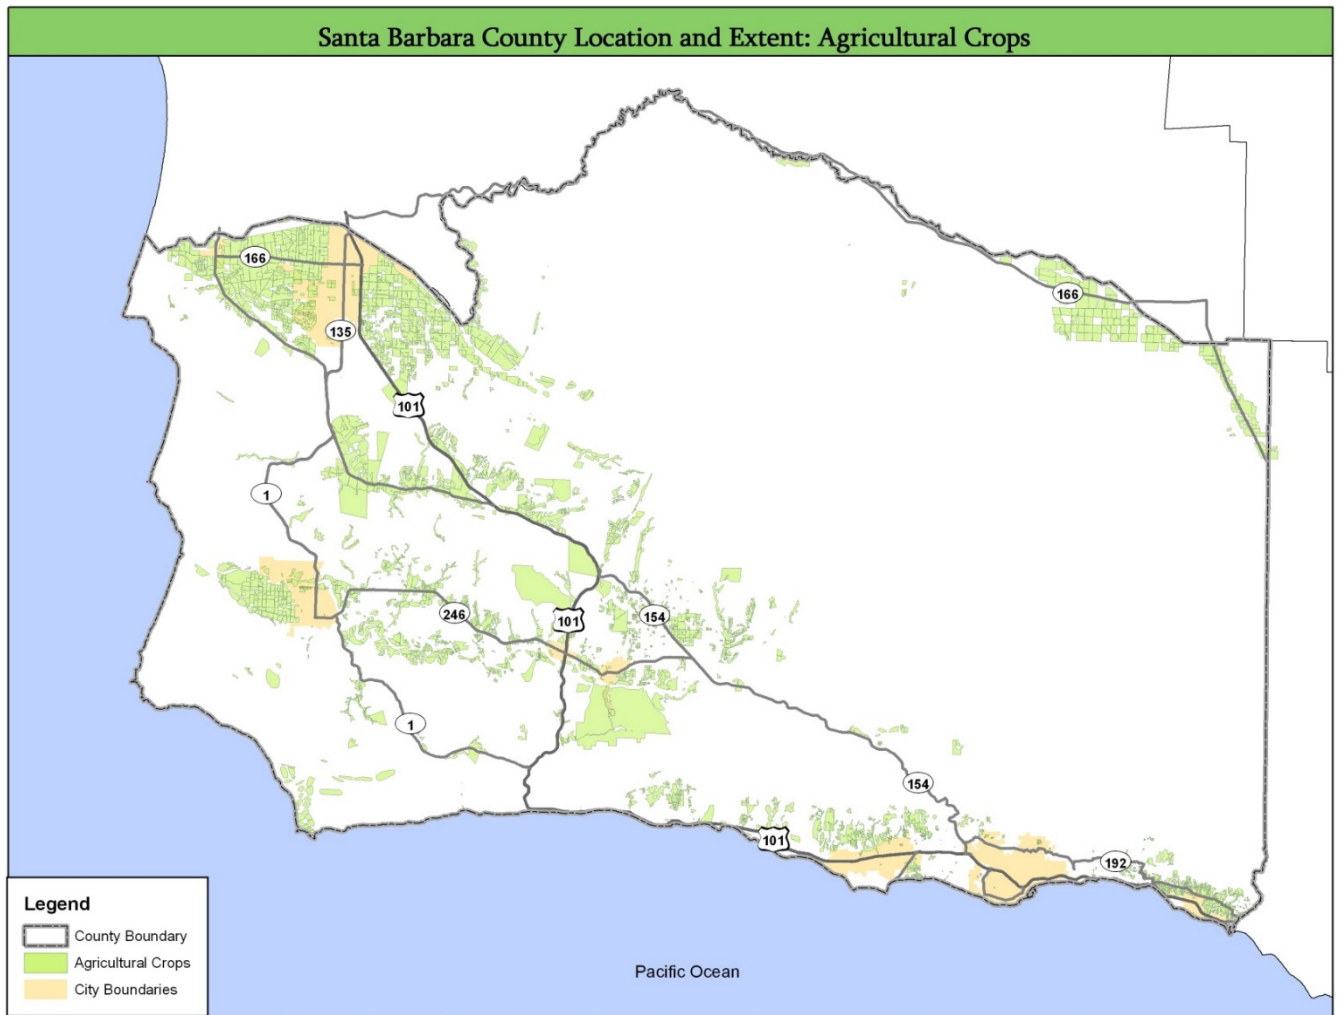 Santa Barbara County Location and Extent: Agricultural Crops
166
166
135
101
1
246
101
154
1
154
101
192
Legend
County Boundary
Agricultural Crops
City Boundaries
Pacific Ocean